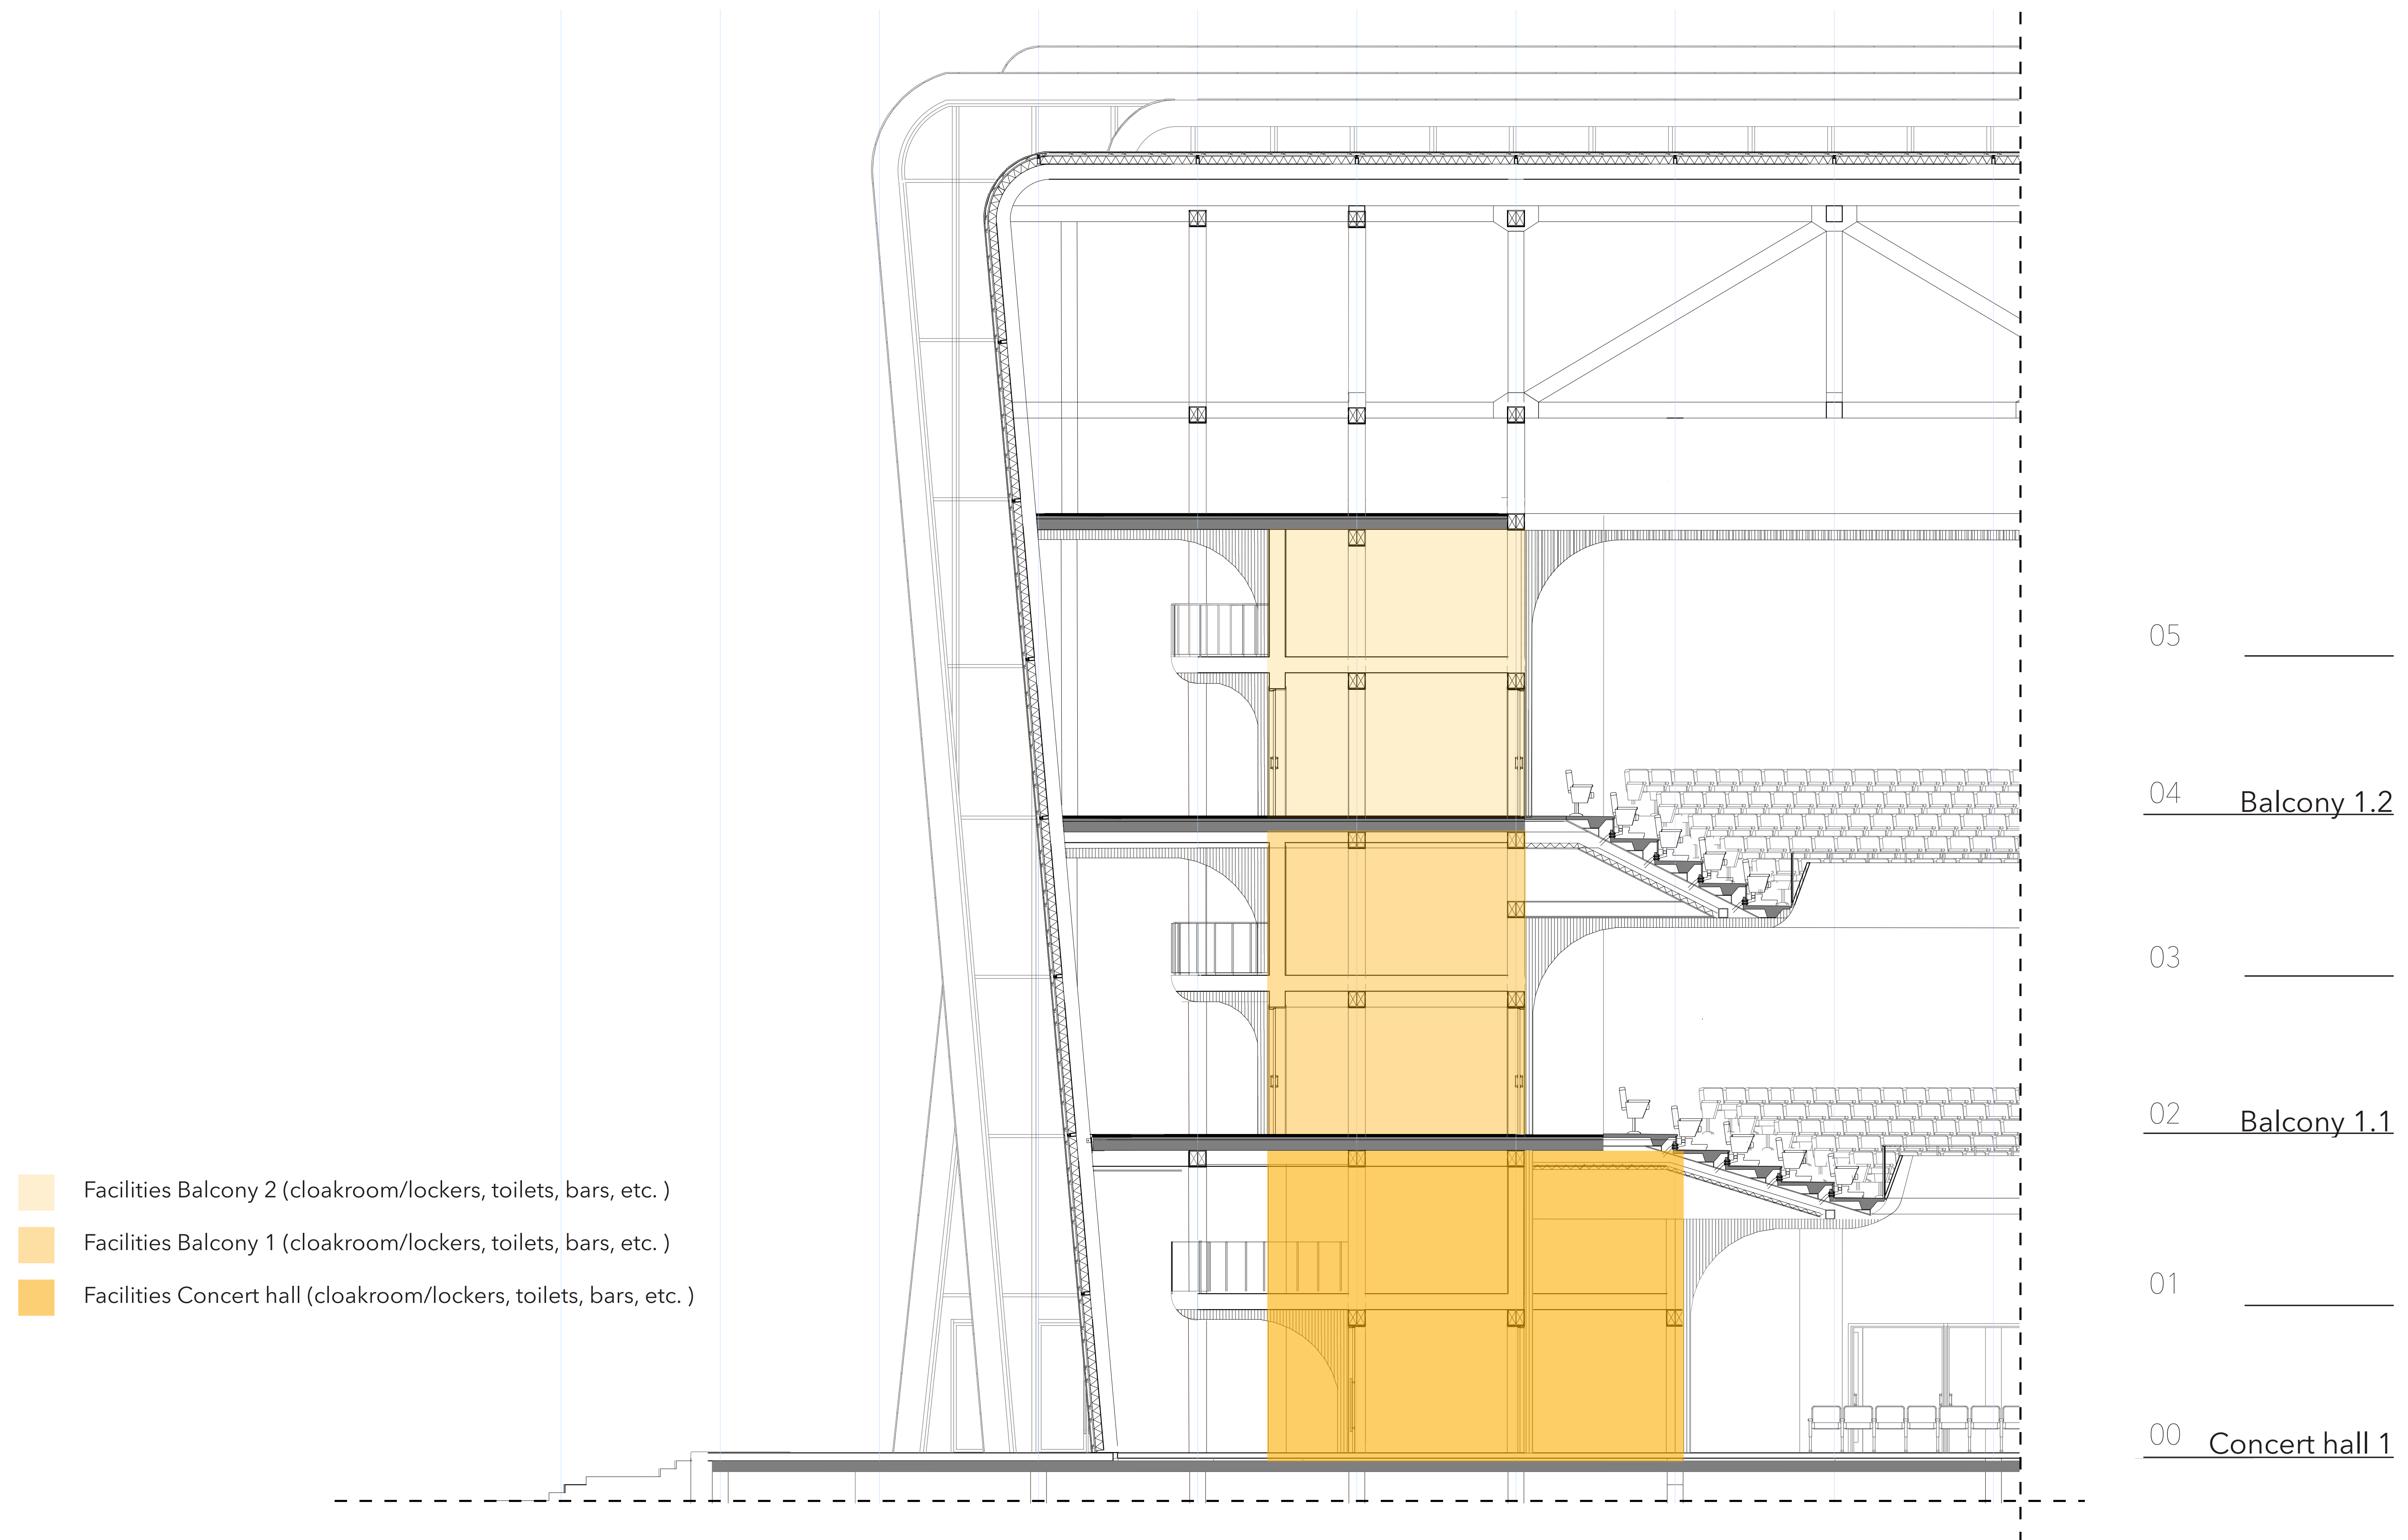 05
04 Balcony 1.2
03
02 Balcony 1.1
Facilities Balcony 2 (cloakroom/lockers, toilets, bars, etc. )
Facilities Balcony 1 (cloakroom/lockers, toilets, bars, etc. )
Facilities Concert hall (cloakroom/lockers, toilets, bars, etc. )
01
00 Concert hall 1